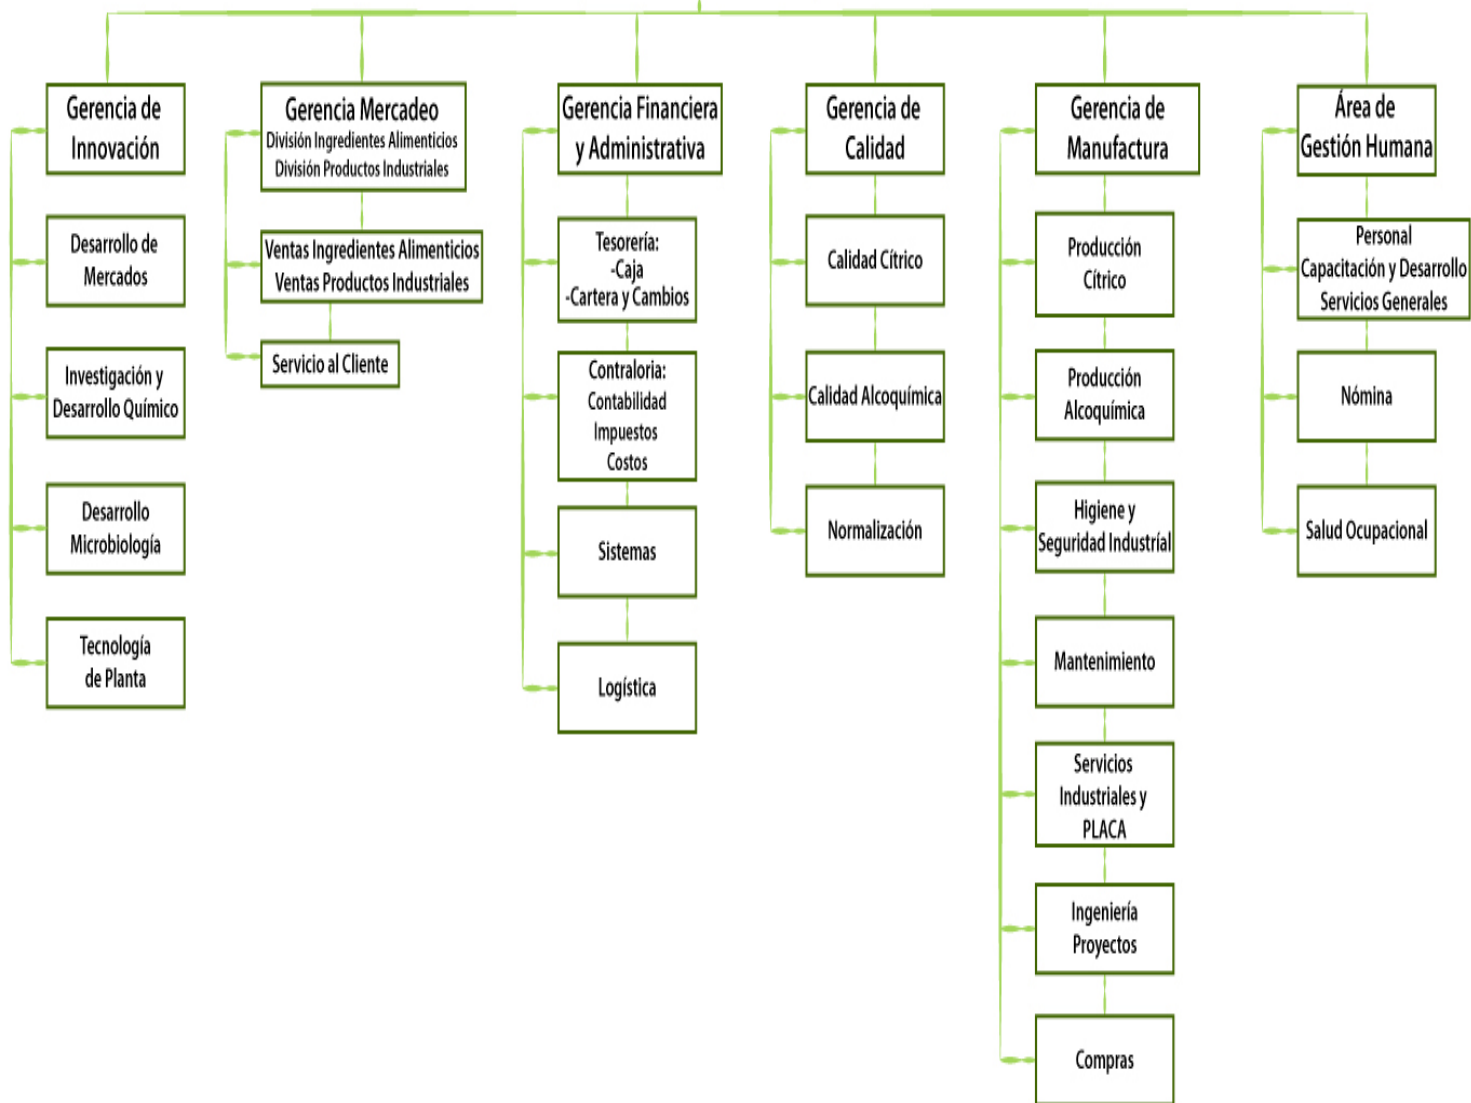 Gerencia de
Innovación
Desarrollo de
Mercados
Investigación y
Desarrollo Químico
Desarrollo
Microbiología
Tecnología
de Planta
Gerencia Mercadeo
División Ingredientes Alimenticios
División Productos Industriales
Ventas Ingredientes Alimenticios
Ventas Productos Industriales
Servicio al Cliente
Gerencia Financiera
y Administrativa
Tesorería:
-Caja
-Cartera y Cambios
Contraloria:
Contabilidad
Impuestos
Costos
Sistemas
Logística
Gerencia de
Calidad
Calidad Cítrico
Calidad Alcoquímica
Normalización
Gerencia de
Manufactura
Producción
Cítrico
Producción
Alcoquímica
Higiene y
Seguridad Industríal
Mantenimiento
Servicios
Industriales y
PLACA
Ingeniería
Proyectos
Compras
Área de
Gestión Humana
Personal
Capacitación y Desarrollo
Servicios Generales
Nómina
Salud Ocupacional